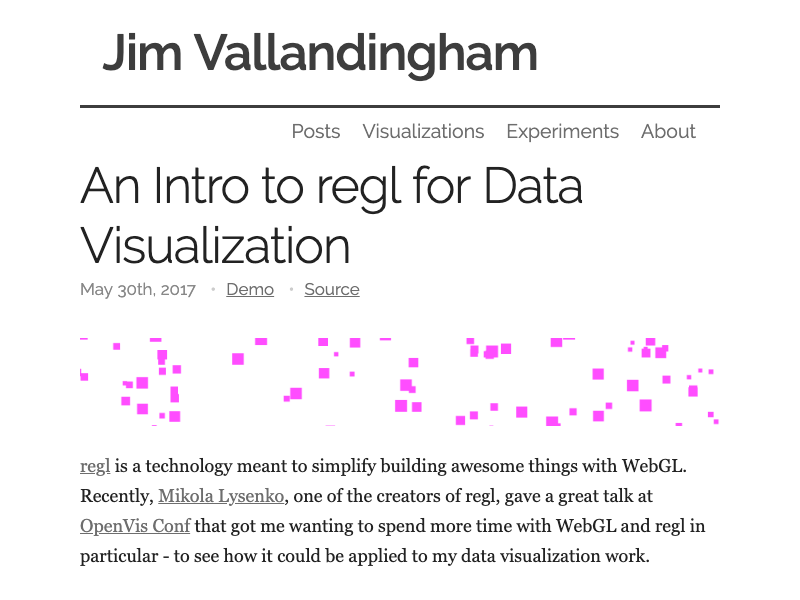 Jim Vallandingham
Posts Visualizations Experiments About
An Intro to regl for Data
Visualization
May 30th, 2017 • Demo • Source
regl is a technology meant to simplify building awesome things with WebGL.
Recently, Mikola Lysenko, one of the creators of regl, gave a great talk at
OpenVis Conf that got me wanting to spend more time with WebGL and regl in
particular - to see how it could be applied to my data visualization work.